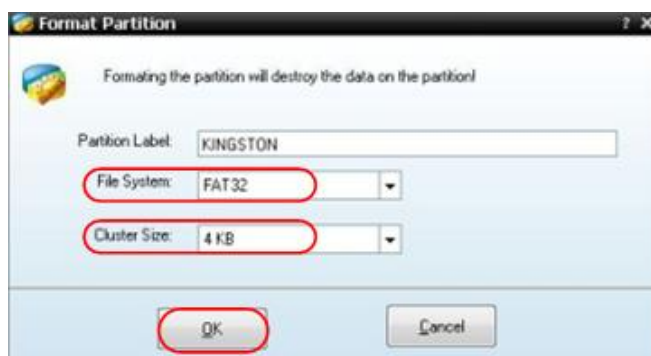 Format Partition ? X
Formating the partition will destroy the data on the partition!
Partition Label: KINGSTON
File System: FAT32
Cluster Size: 4 KB
OK Cancel